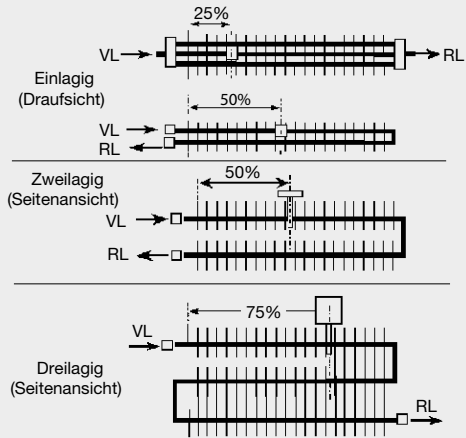 25%
VL
RL
Einlagig
(Draufsicht)
50%
VL
RL
Zweilagig
(Seitenansicht)
50%
VL
RL
75%
VL
Dreilagig
(Seitenansicht)
RL